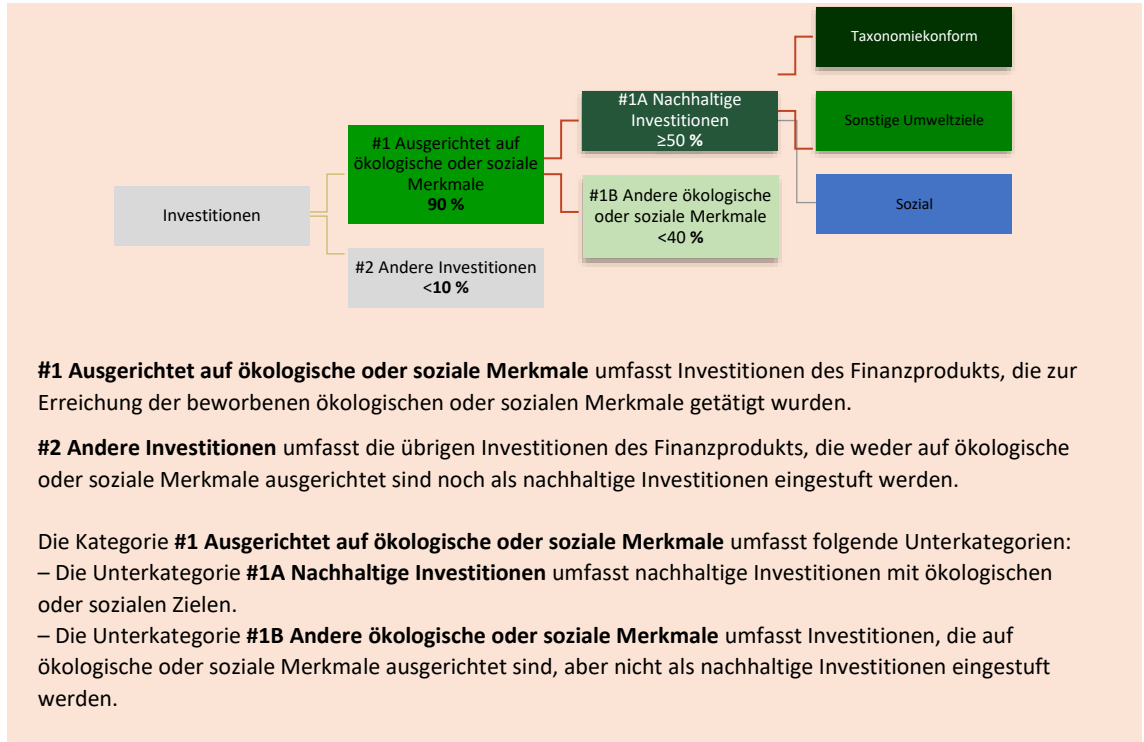 Taxonomiekonform
#1A Nachhaltige
Investitionen
≥50 %
Sonstige Umweltziele
#1 Ausgerichtet auf
ökologische oder soziale
Merkmale
90 %
#1B Andere ökologische
oder soziale Merkmale
<40 %
Sozial
Investitionen
#2 Andere Investitionen
<10 %
#1 Ausgerichtet auf ökologische oder soziale Merkmale umfasst Investitionen des Finanzprodukts, die zur
Erreichung der beworbenen ökologischen oder sozialen Merkmale getätigt wurden.
#2 Andere Investitionen umfasst die übrigen Investitionen des Finanzprodukts, die weder auf ökologische
oder soziale Merkmale ausgerichtet sind noch als nachhaltige Investitionen eingestuft werden.
Die Kategorie #1 Ausgerichtet auf ökologische oder soziale Merkmale umfasst folgende Unterkategorien:
– Die Unterkategorie #1A Nachhaltige Investitionen umfasst nachhaltige Investitionen mit ökologischen
oder sozialen Zielen.
– Die Unterkategorie #1B Andere ökologische oder soziale Merkmale umfasst Investitionen, die auf
ökologische oder soziale Merkmale ausgerichtet sind, aber nicht als nachhaltige Investitionen eingestuft
werden.